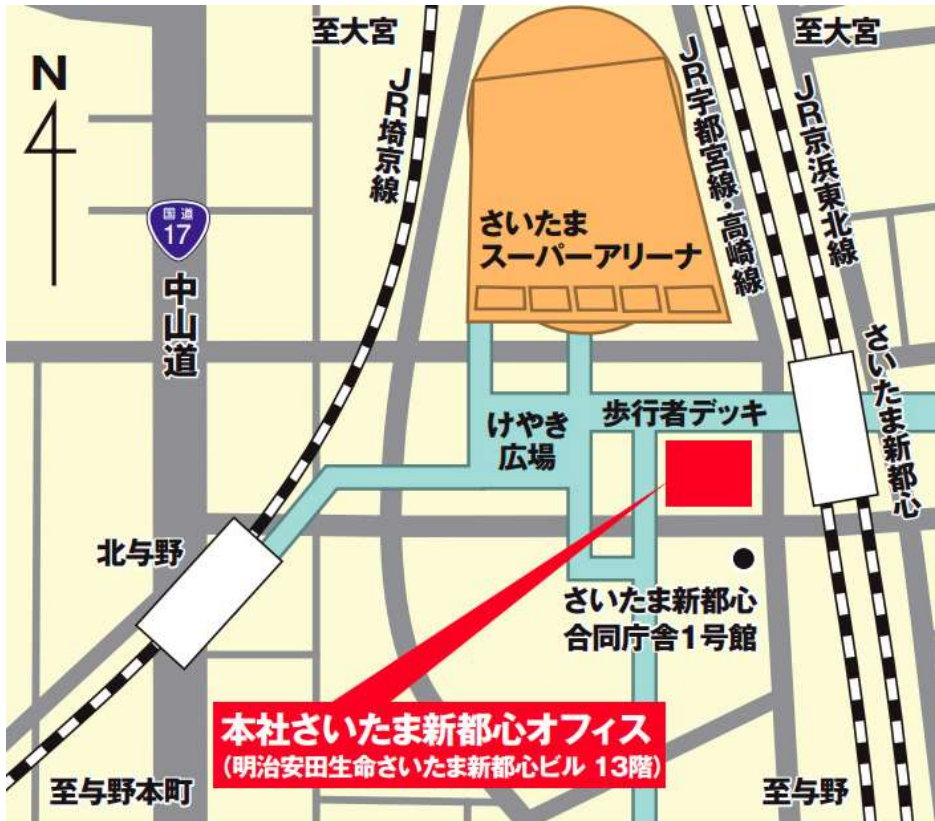 至大宮
至大宮
N
JR埼京線
JR宇都宮線・高崎線
JR京浜東北線
国道
17
中山道
さいたま
スーパーアリーナ
さいたま新都心
けやき
広場
歩行者デッキ
北与野
さいたま新都心
合同庁舎1号館
本社さいたま新都心オフィス
(明治安田生命さいたま新都心ビル 13階)
至与野本町
至与野